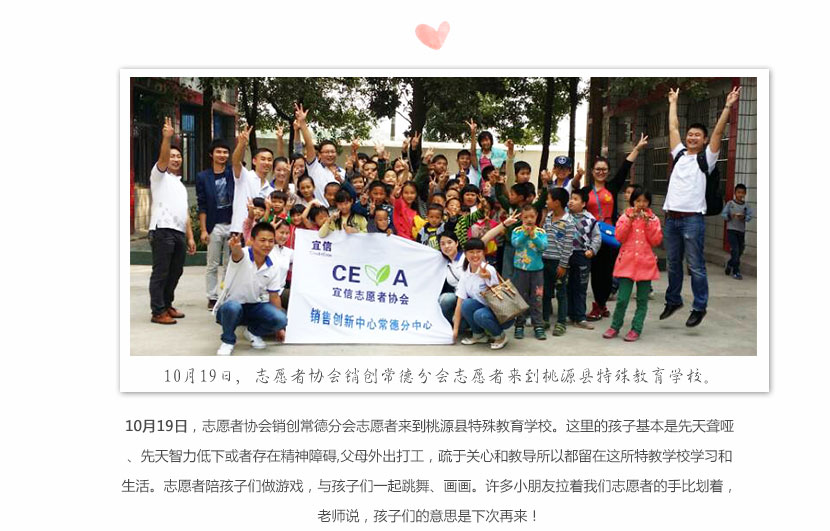 宜信
CE A
宜信志愿者协会
销售创新中心常德分中心
10月19日，志愿者协会销创常德分会志愿者来到桃源县特殊教育学校。
10月19日，志愿者协会销创常德分会志愿者来到桃源县特殊教育学校。这里的孩子基本是先天聋哑
、先天智力低下或者存在精神障碍,父母外出打工，疏于关心和教导所以都留在这所特教学校学习和
生活。志愿者陪孩子们做游戏，与孩子们一起跳舞、画画。许多小朋友拉着我们志愿者的手比划着，
老师说，孩子们的意思是下次再来！